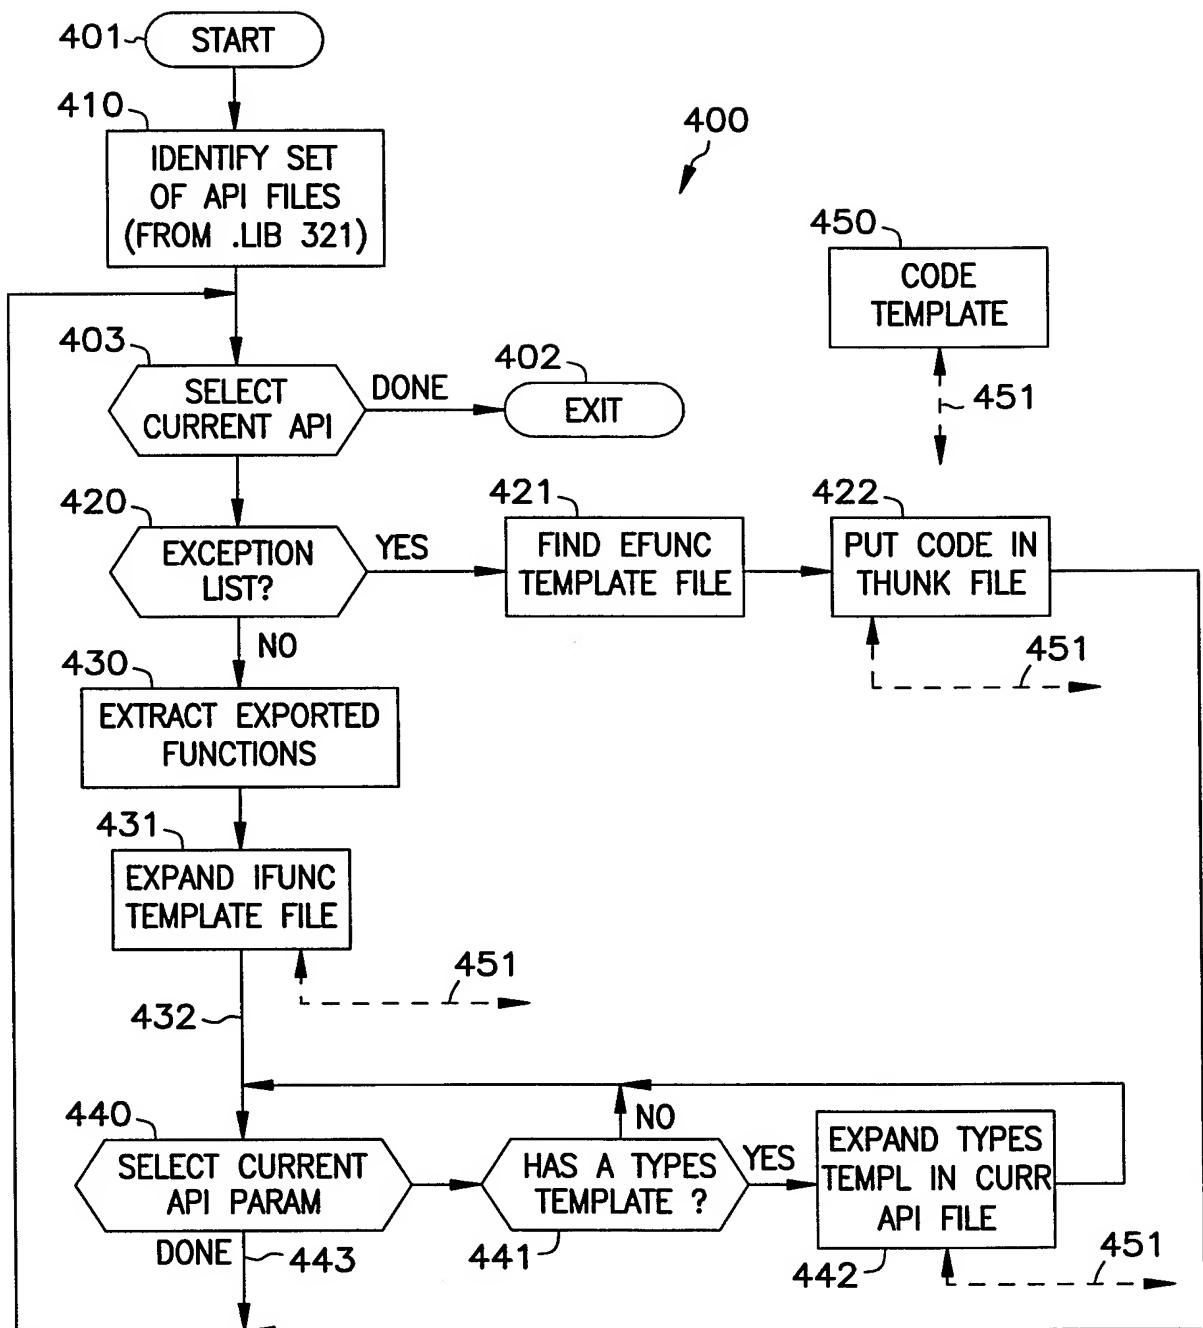 401
START
410
IDENTIFY SET
OF API FILES
(FROM .LIB 321)
400
450
CODE
TEMPLATE
451
403
SELECT
CURRENT API
DONE
402
EXIT
420
EXCEPTION
LIST?
YES
NO
421
FIND EFUNC
TEMPLATE FILE
422
PUT CODE IN
THUNK FILE
451
430
EXTRACT EXPORTED
FUNCTIONS
431
EXPAND IFUNC
TEMPLATE FILE
451
432
440
SELECT CURRENT
API PARAM
DONE
443
NO
HAS A TYPES
TEMPLATE ?
441
YES
EXPAND TYPES
TEMPL IN CURR
API FILE
442
451